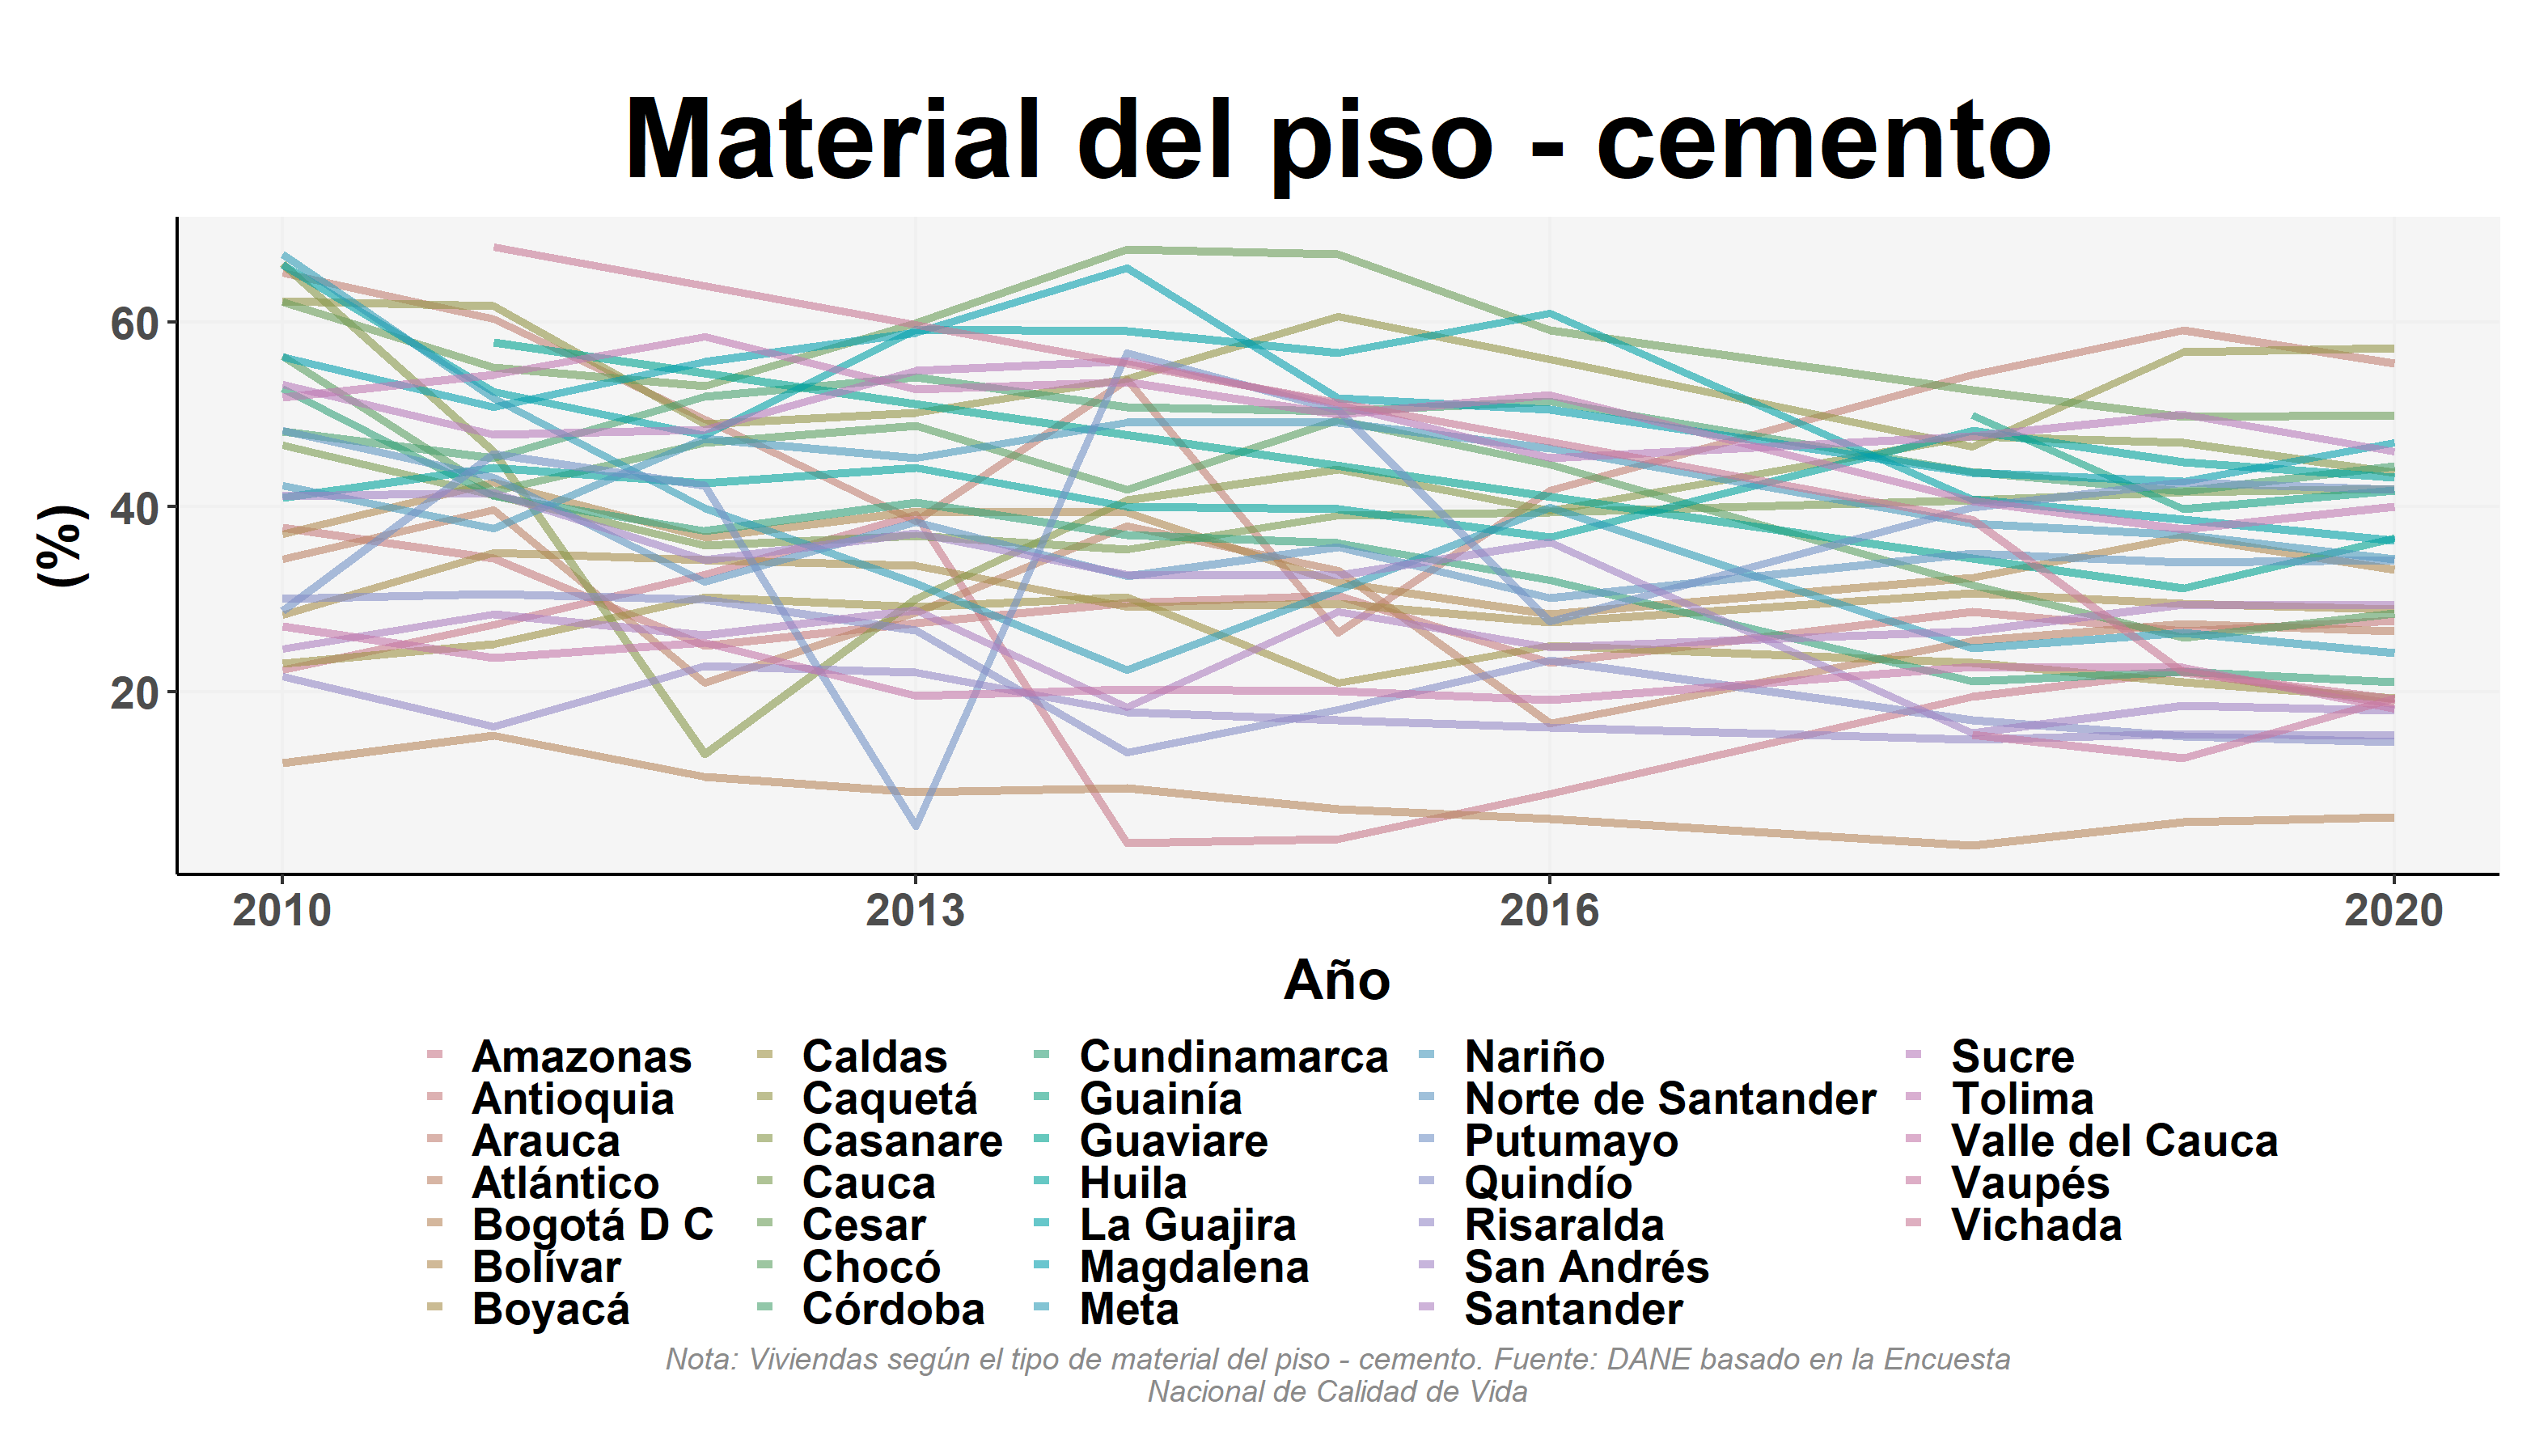 Material del piso - cemento
(%)
60
40
20
2010 2013 2016 2020
Año
Amazonas Caldas Cundinamarca Nariño Sucre
Antioquia Caquetá Guainía Norte de Santander Tolima
Arauca Casanare Guaviare Putumayo Valle del Cauca
Atlántico Cauca Huila Quindío Vaupés
Bogotá D C Cesar La Guajira Risaralda Vichada
Bolívar Chocó Magdalena San Andrés
Boyacá Córdoba Meta Santander
Nota: Viviendas según el tipo de material del piso - cemento. Fuente: DANE basado en la Encuesta
Nacional de Calidad de Vida